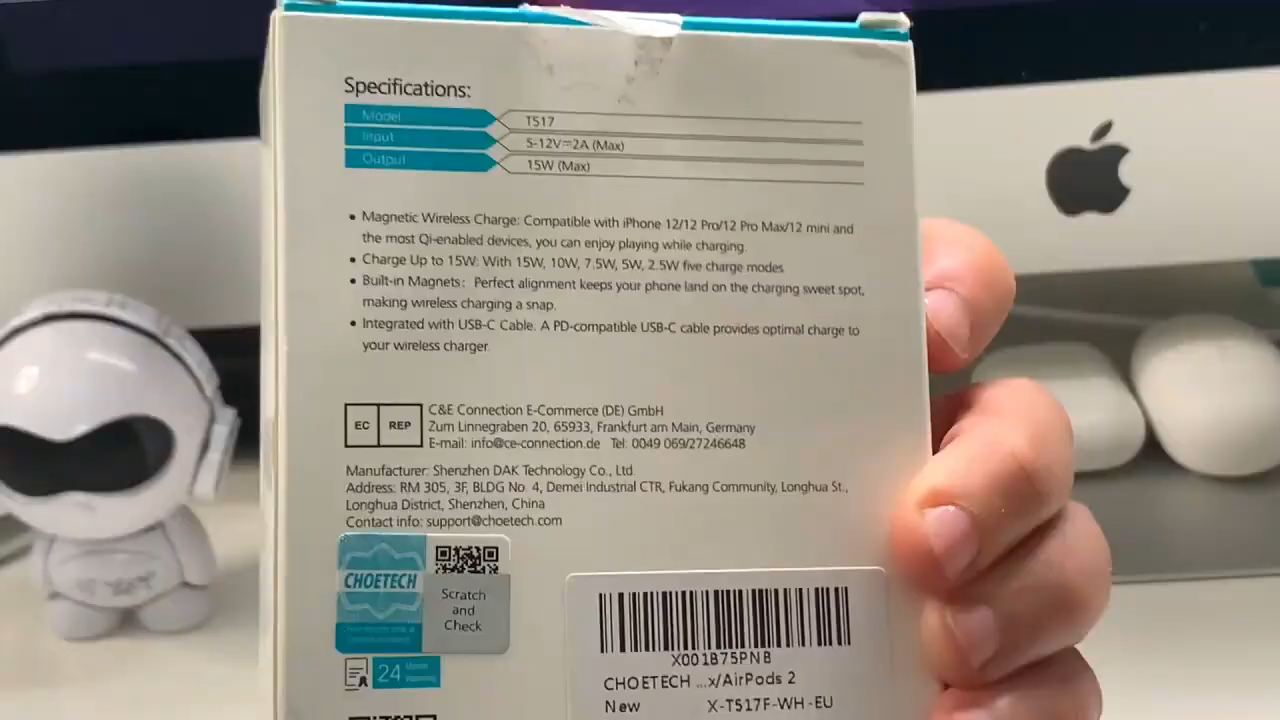 Specifications:
Model T517
Input 5-12V⎓2A (Max)
Output 15W (Max)
• Magnetic Wireless Charge: Compatible with iPhone 12/12 Pro/12 Pro Max/12 mini and
the most Qi-enabled devices, you can enjoy playing while charging.
• Charge Up to 15W: With 15W, 10W, 7.5W, 5W, 2.5W five charge modes
• Built-in Magnets: Perfect alignment keeps your phone land on the charging sweet spot,
making wireless charging a snap.
• Integrated with USB-C Cable: A PD-compatible USB-C cable provides optimal charge to
your wireless charger.
EC REP
C&E Connection E-Commerce (DE) GmbH
Zum Linnegraben 20, 65933, Frankfurt am Main, Germany
E-mail: info@ce-connection.de Tel: 0049 069/27246648
Manufacturer: Shenzhen DAK Technology Co., Ltd.
Address: RM 305, 3F, BLDG No. 4, Demei Industrial CTR, Fukang Community, Longhua St.,
Longhua District, Shenzhen, China
Contact info: support@choetech.com
CHOETECH
Scratch
and
Check
24
X001B75PNB
CHOETECH ...x/AirPods 2
New X-T517F-WH-EU